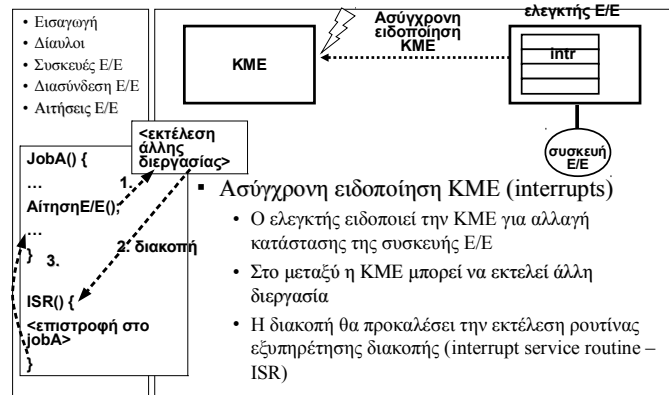 • Εισαγωγή
• Δίαυλοι
• Συσκευές Ε/Ε
• Διασύνδεση Ε/Ε
• Αιτήσεις Ε/Ε
ΚΜΕ
Ασύγχρονη
ειδοποίηση
ΚΜΕ
ελεγκτής Ε/Ε
intr
συσκευή
Ε/Ε
<εκτέλεση
άλλης
διεργασίας>
JobA() {
…
1.
ΑίτησηΕ/Ε();
…
2. διακοπή
}
3.
ISR() {
<επιστροφή στο
jobA>
}
▪ Ασύγχρονη ειδοποίηση ΚΜΕ (interrupts)
• Ο ελεγκτής ειδοποιεί την ΚΜΕ για αλλαγή
κατάστασης της συσκευής Ε/Ε
• Στο μεταξύ η ΚΜΕ μπορεί να εκτελεί άλλη
διεργασία
• Η διακοπή θα προκαλέσει την εκτέλεση ρουτίνας
εξυπηρέτησης διακοπής (interrupt service routine –
ISR)